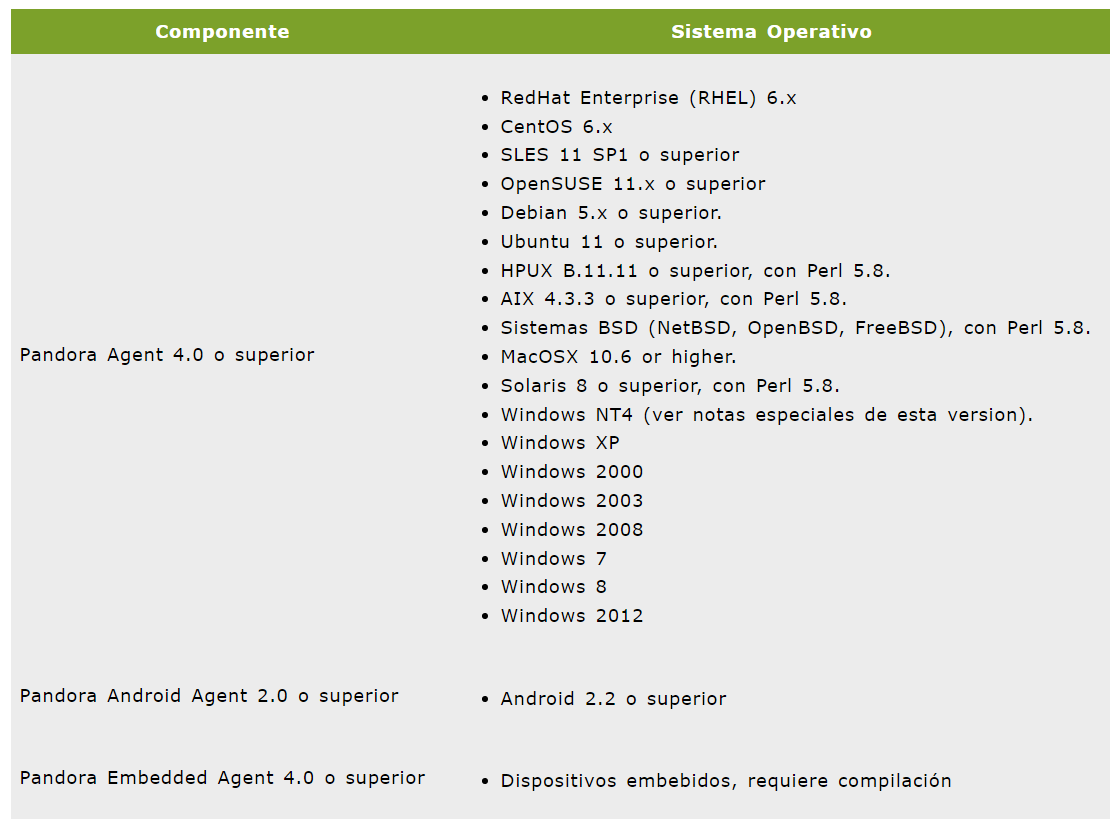 Componente Sistema Operativo
RedHat Enterprise (RHEL) 6.x
CentOS 6.x
SLES 11 SP1 o superior
OpenSUSE 11.x o superior
Debian 5.x o superior.
Ubuntu 11 o superior.
HPUX B.11.11 o superior, con Perl 5.8.
AIX 4.3.3 o superior, con Perl 5.8.
Sistemas BSD (NetBSD, OpenBSD, FreeBSD), con Perl 5.8.
Pandora Agent 4.0 o superior
MacOSX 10.6 or higher.
Solaris 8 o superior, con Perl 5.8.
Windows NT4 (ver notas especiales de esta version).
Windows XP
Windows 2000
Windows 2003
Windows 2008
Windows 7
Windows 8
Windows 2012
Pandora Android Agent 2.0 o superior
Android 2.2 o superior
Pandora Embedded Agent 4.0 o superior
Dispositivos embebidos, requiere compilación